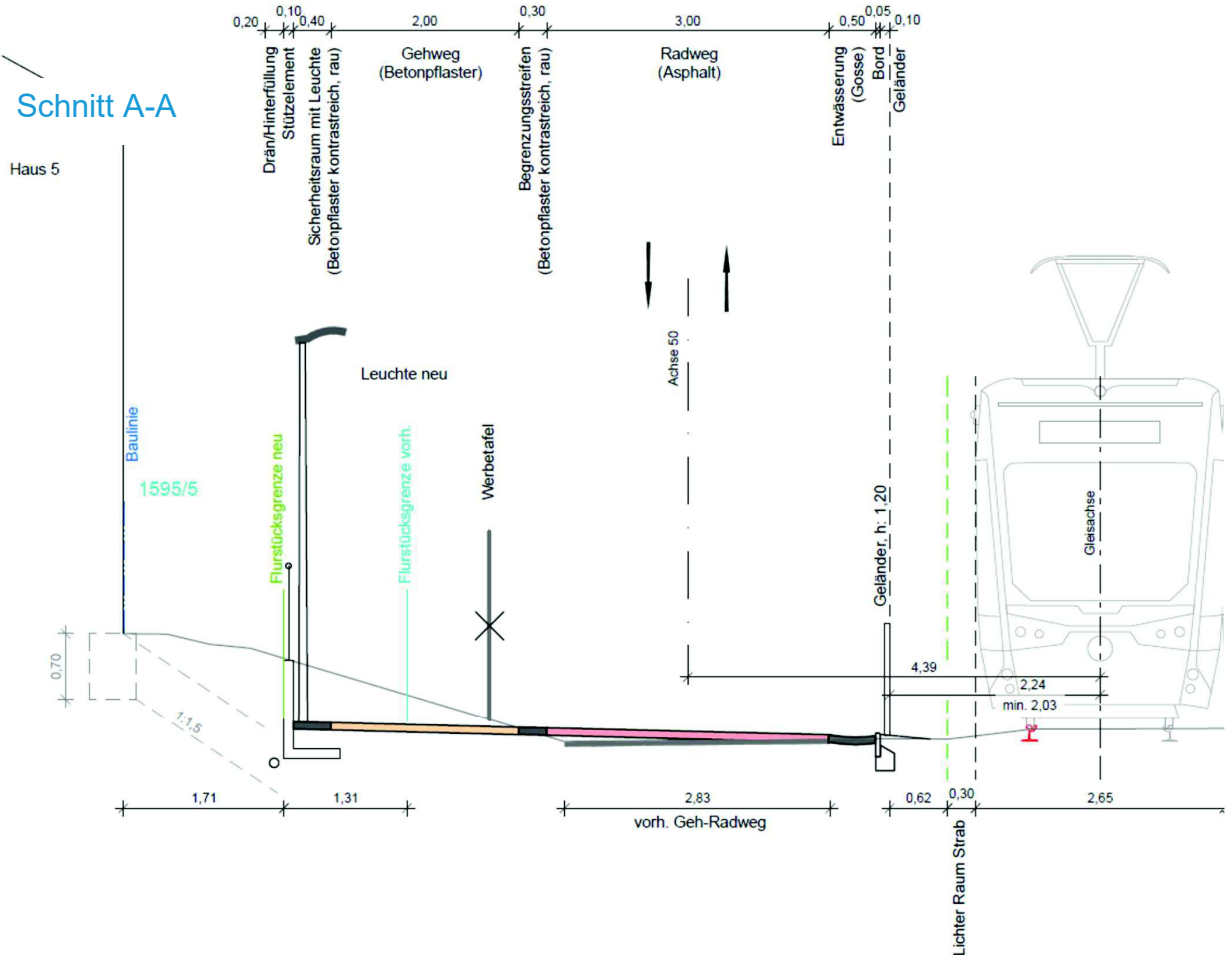 0,20
0,10
0,40
2,00
0,30
3,00
0,50
0,05
0,10
Drän/Hinterfüllung
Stützelement
Sicherheitsraum mit Leuchte
(Betonpflaster kontrastreich, rau)
Gehweg
(Betonpflaster)
Begrenzungsstreifen
(Betonpflaster kontrastreich, rau)
Radweg
(Asphalt)
Entwässerung
(Gosse)
Bord
Geländer
Schnitt A-A
Haus 5
Baulinie
1595/5
Flurstücksgrenze neu
Leuchte neu
Flurstücksgrenze vorh.
Werbetafel
Achse 50
Geländer, h: 1,20
Gleisachse
4,39
2,24
min. 2,03
0,70
1:1.5
1,71
1,31
2,83
vorh. Geh-Radweg
0,62
0,30
2,65
Lichter Raum Strab